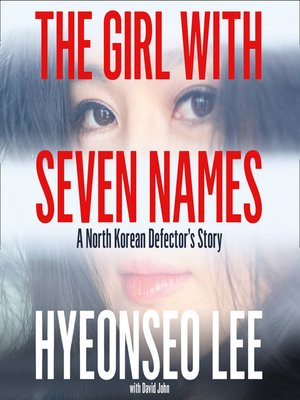 THE GIRL WITH
SEVEN NAMES
A North Korean Defector's Story
HYEONSEO LEE
with David John